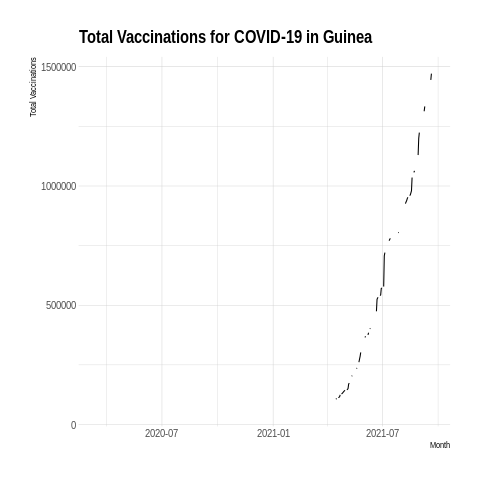 Total Vaccinations for COVID-19 in Guinea
Total Vaccinations
1500000
1000000
500000
0
2020-07
2021-01
2021-07
Month